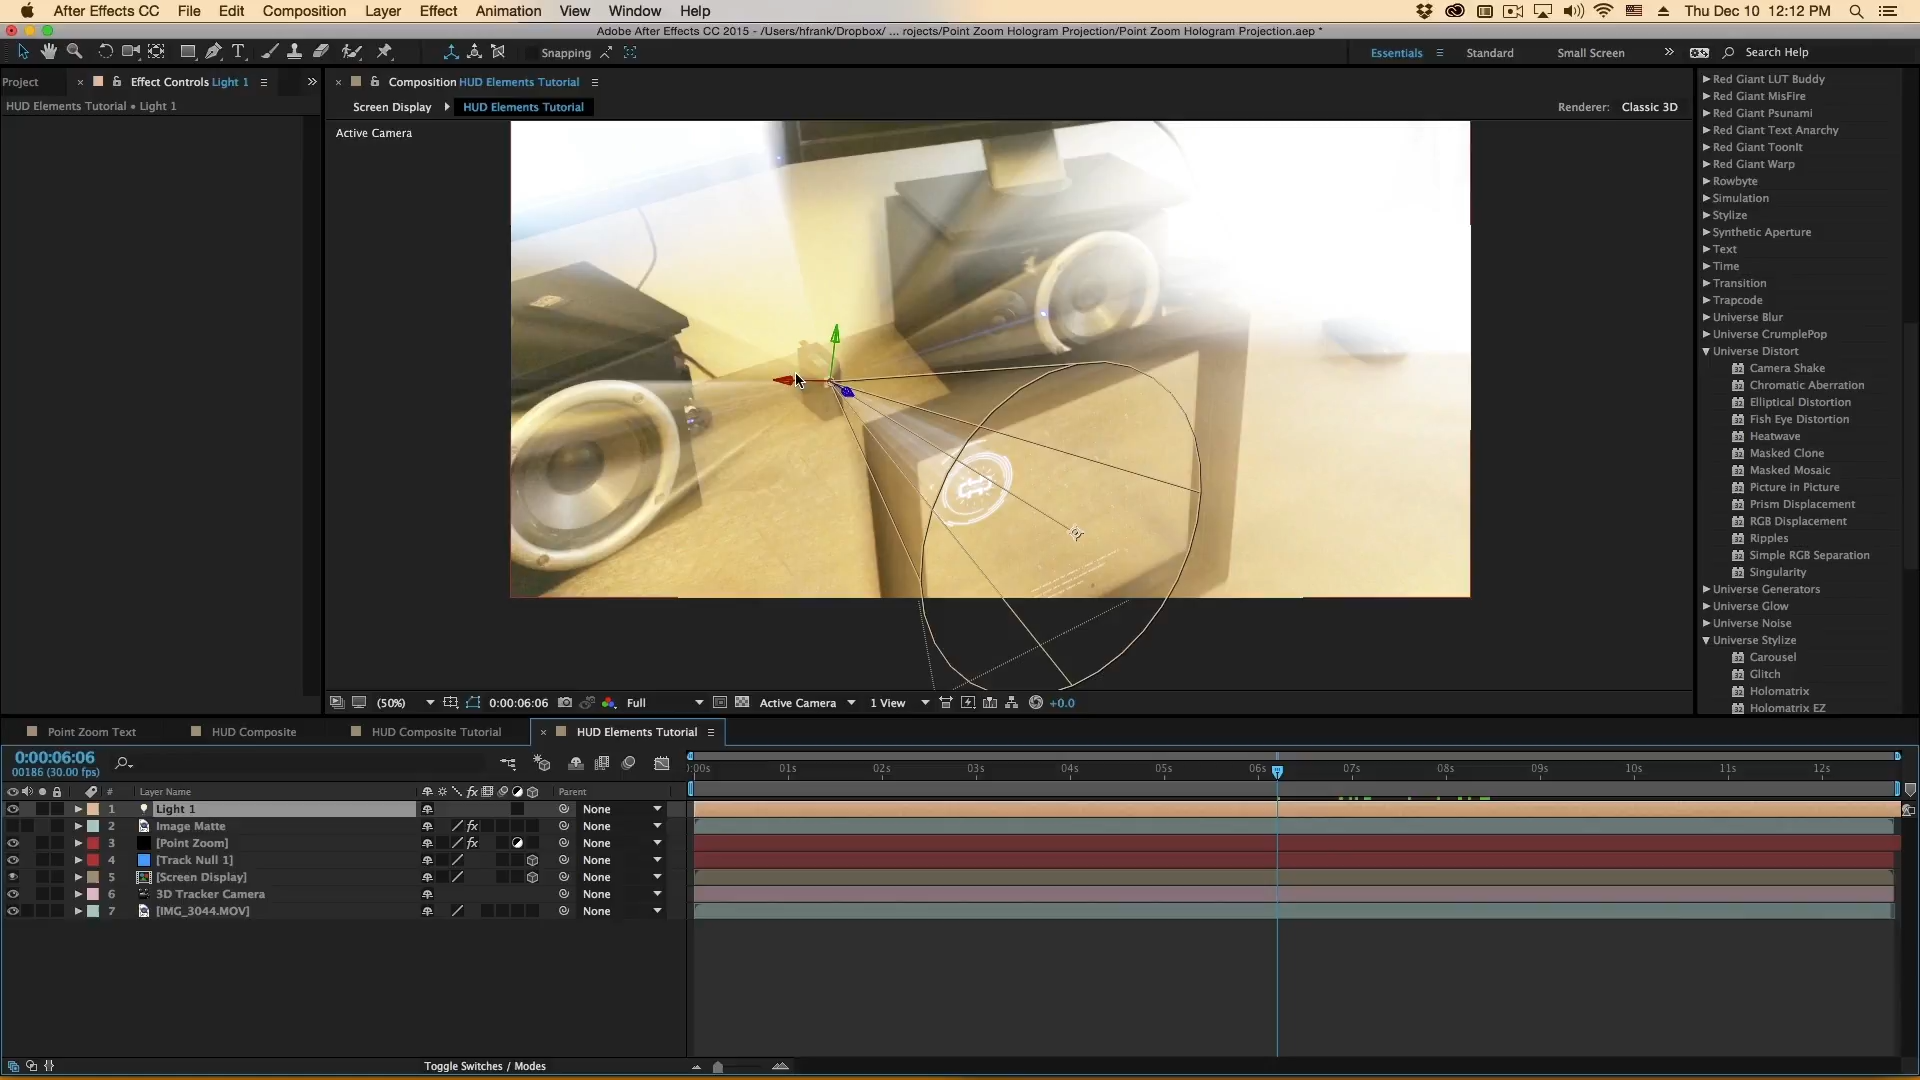 After Effects CC File Edit Composition Layer Effect Animation View Window Help Thu Dec 10 12:12 PM
Adobe After Effects CC 2015 - /Users/hfrank/Dropbox/ ... rojects/Point Zoom Hologram Projection/Point Zoom Hologram Projection.aep *
Snapping Essentials Standard Small Screen Search Help
Project Effect Controls Light 1
HUD Elements Tutorial • Light 1
Composition HUD Elements Tutorial
Screen Display HUD Elements Tutorial Renderer: Classic 3D
Active Camera
Red Giant LUT Buddy
Red Giant MisFire
Red Giant Psunami
Red Giant Text Anarchy
Red Giant ToonIt
Red Giant Warp
Rowbyte
Simulation
Stylize
Synthetic Aperture
Text
Time
Transition
Trapcode
Universe Blur
Universe CrumplePop
Universe Distort
Camera Shake
Chromatic Aberration
Elliptical Distortion
Fish Eye Distortion
Heatwave
Masked Clone
Masked Mosaic
Picture in Picture
Prism Displacement
RGB Displacement
Ripples
Simple RGB Separation
Singularity
Universe Generators
Universe Glow
Universe Noise
Universe Stylize
Carousel
Glitch
Holomatrix
Holomatrix EZ
(50%) 0:00:06:06 Full Active Camera 1 View +0.0
Point Zoom Text HUD Composite HUD Composite Tutorial HUD Elements Tutorial
0:00:06:06
00186 (30.00 fps)
:00s 01s 02s 03s 04s 05s 06s 07s 08s 09s 10s 11s 12s
# Layer Name fx Parent
1 Light 1 None
2 Image Matte fx None
3 [Point Zoom] fx None
4 [Track Null 1] None
5 [Screen Display] None
6 3D Tracker Camera None
7 [IMG_3044.MOV] None
Toggle Switches / Modes